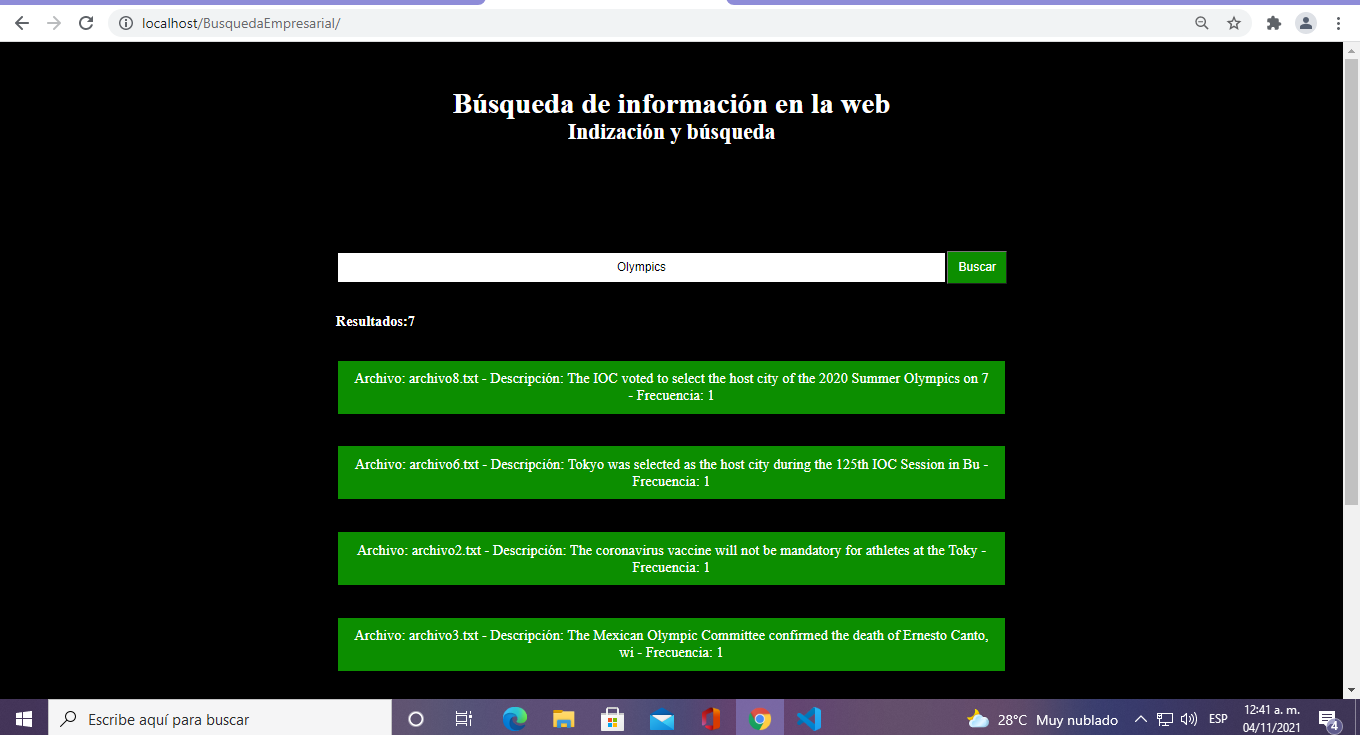 localhost/BusquedaEmpresarial/
Búsqueda de información en la web
Indización y búsqueda
Olympics
Buscar
Resultados:7
Archivo: archivo8.txt - Descripción: The IOC voted to select the host city of the 2020 Summer Olympics on 7
- Frecuencia: 1
Archivo: archivo6.txt - Descripción: Tokyo was selected as the host city during the 125th IOC Session in Bu -
Frecuencia: 1
Archivo: archivo2.txt - Descripción: The coronavirus vaccine will not be mandatory for athletes at the Toky -
Frecuencia: 1
Archivo: archivo3.txt - Descripción: The Mexican Olympic Committee confirmed the death of Ernesto Canto,
wi - Frecuencia: 1
Escribe aquí para buscar
28°C Muy nublado
ESP
12:41 a. m.
04/11/2021
4